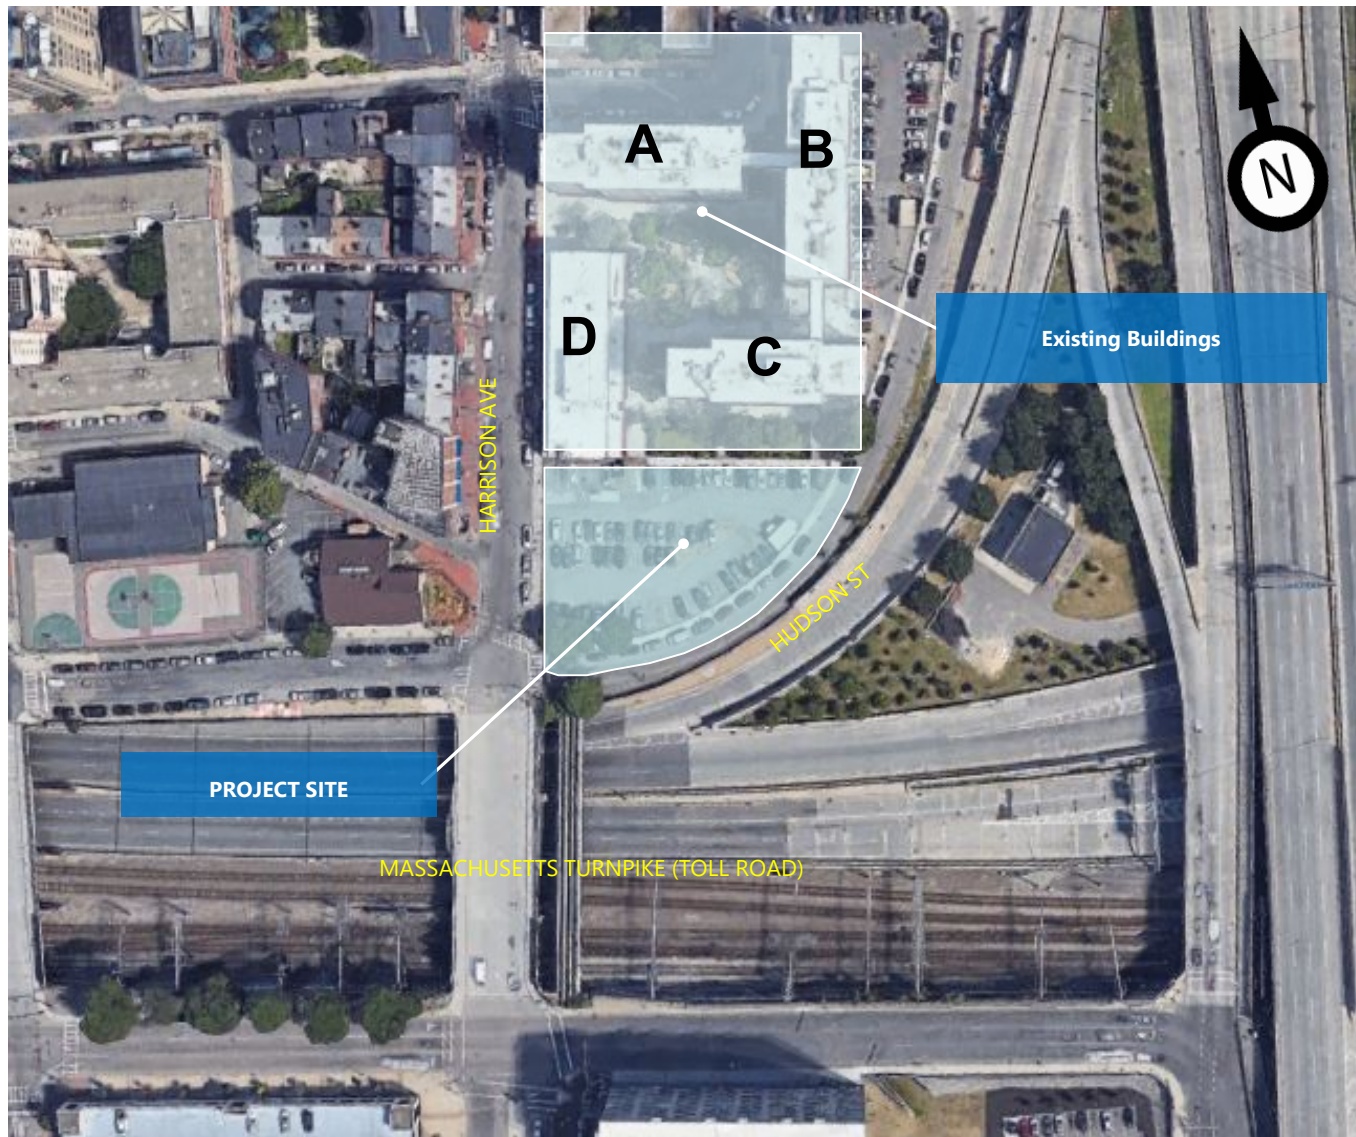 A
B
N
D
C
Existing Buildings
HARRISON AVE
HUDSON ST
PROJECT SITE
MASSACHUSETTS TURNPIKE (TOLL ROAD)